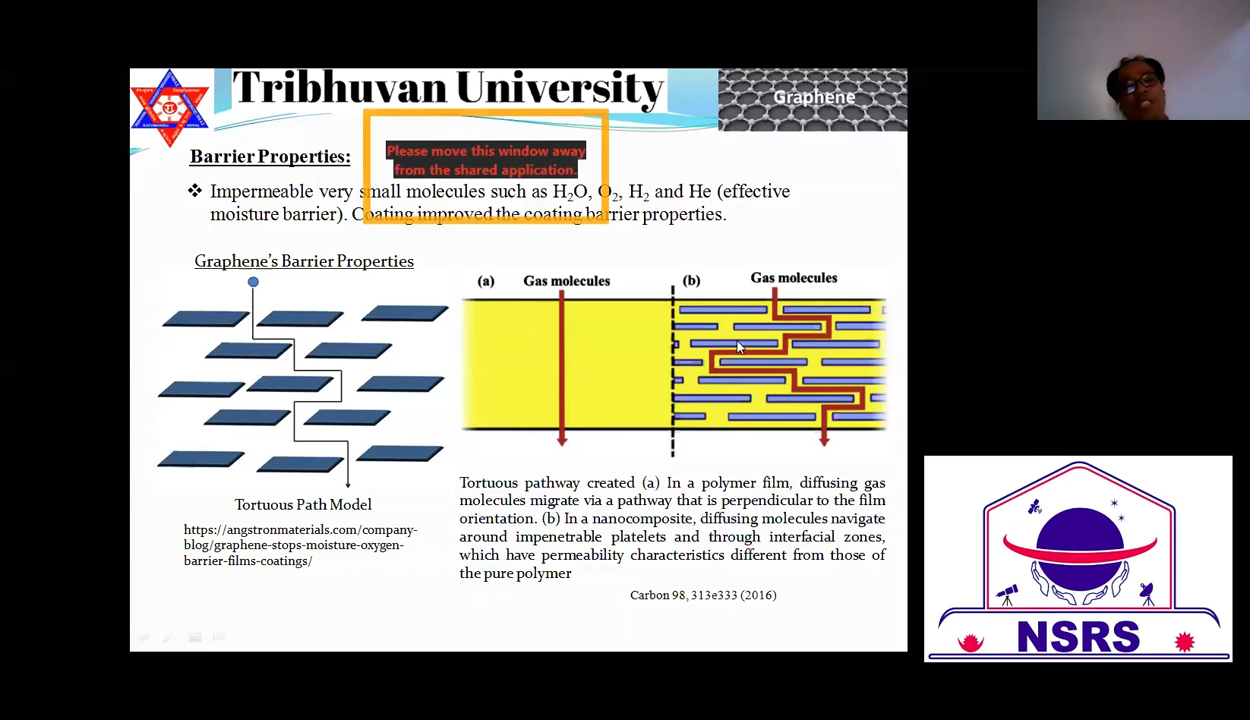 Tribhuvan University
Graphene
Please move this window away
from the shared application.
Barrier Properties:
❖ Impermeable very small molecules such as H₂O, O₂, H₂ and He (effective
moisture barrier). Coating improved the coating barrier properties.
Graphene's Barrier Properties
(a) Gas molecules
(b) Gas molecules
Tortuous Path Model
https://angstronmaterials.com/company-
blog/graphene-stops-moisture-oxygen-
barrier-films-coatings/
Tortuous pathway created (a) In a polymer film, diffusing gas
molecules migrate via a pathway that is perpendicular to the film
orientation. (b) In a nanocomposite, diffusing molecules navigate
around impenetrable platelets and through interfacial zones,
which have permeability characteristics different from those of
the pure polymer
Carbon 98, 313e333 (2016)
NSRS